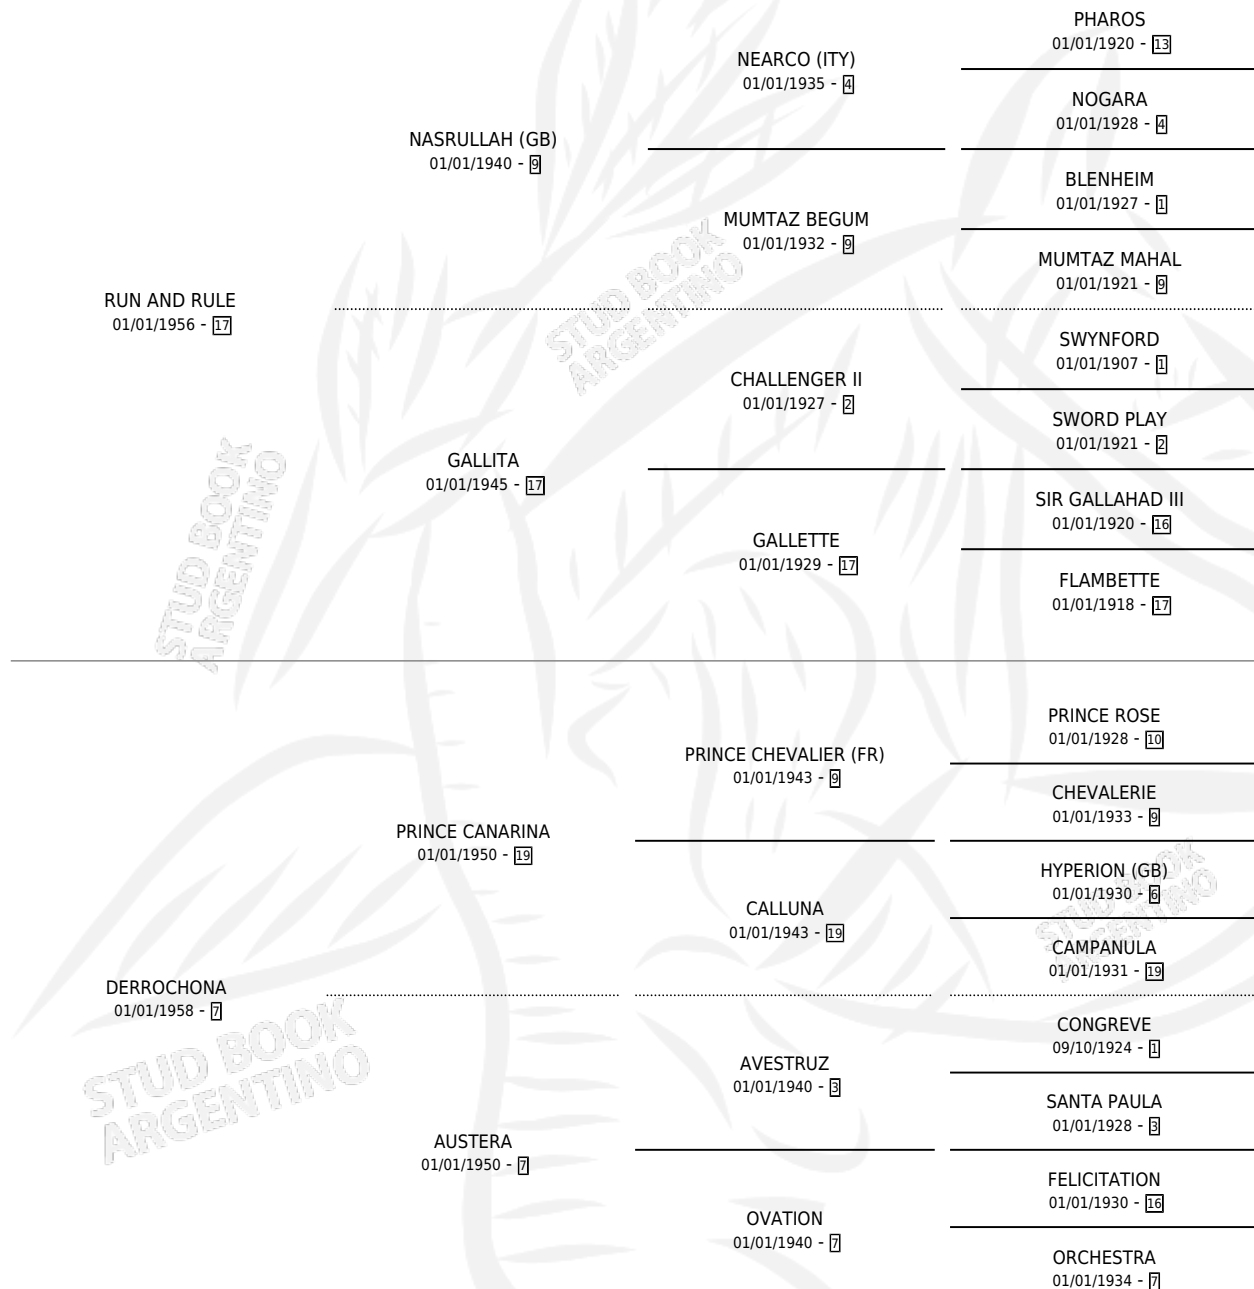 RUN AND RULE
01/01/1956 - 17
NASRULLAH (GB)
01/01/1940 - 9
NEARCO (ITY)
01/01/1935 - 4
PHAROS
01/01/1920 - 13
NOGARA
01/01/1928 - 4
MUMTAZ BEGUM
01/01/1932 - 9
BLENHEIM
01/01/1927 - 1
MUMTAZ MAHAL
01/01/1921 - 9
GALLITA
01/01/1945 - 17
CHALLENGER II
01/01/1927 - 2
SWYNFORD
01/01/1907 - 1
SWORD PLAY
01/01/1921 - 2
GALLETTE
01/01/1929 - 17
SIR GALLAHAD III
01/01/1920 - 16
FLAMBETTE
01/01/1918 - 17
DERROCHONA
01/01/1958 - 7
PRINCE CANARINA
01/01/1950 - 19
PRINCE CHEVALIER (FR)
01/01/1943 - 9
PRINCE ROSE
01/01/1928 - 10
CHEVALERIE
01/01/1933 - 9
CALLUNA
01/01/1943 - 19
HYPERION (GB)
01/01/1930 - 6
CAMPANULA
01/01/1931 - 19
AUSTERA
01/01/1950 - 7
AVESTRUZ
01/01/1940 - 3
CONGREVE
09/10/1924 - 1
SANTA PAULA
01/01/1928 - 3
OVATION
01/01/1940 - 7
FELICITATION
01/01/1930 - 16
ORCHESTRA
01/01/1934 - 7
STUD BOOK
ARGENTINO
STUD BOOK
ARGENTINO
STUD BOOK
ARGENTINO
STUD BOOK
ARGENTINO